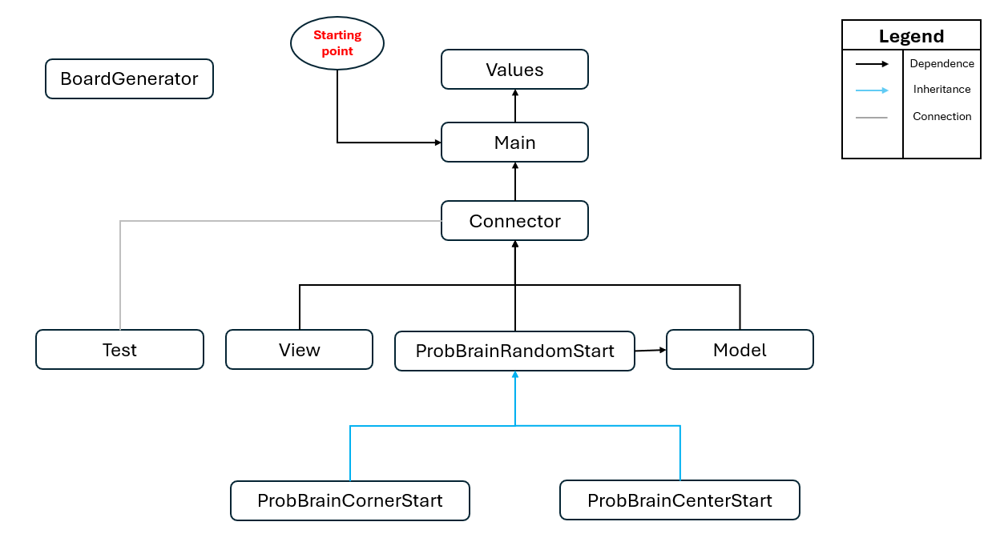 Starting
point
BoardGenerator
Values
Main
Connector
Test
View
ProbBrainRandomStart
Model
ProbBrainCornerStart
ProbBrainCenterStart
Legend
Dependence
Inheritance
Connection